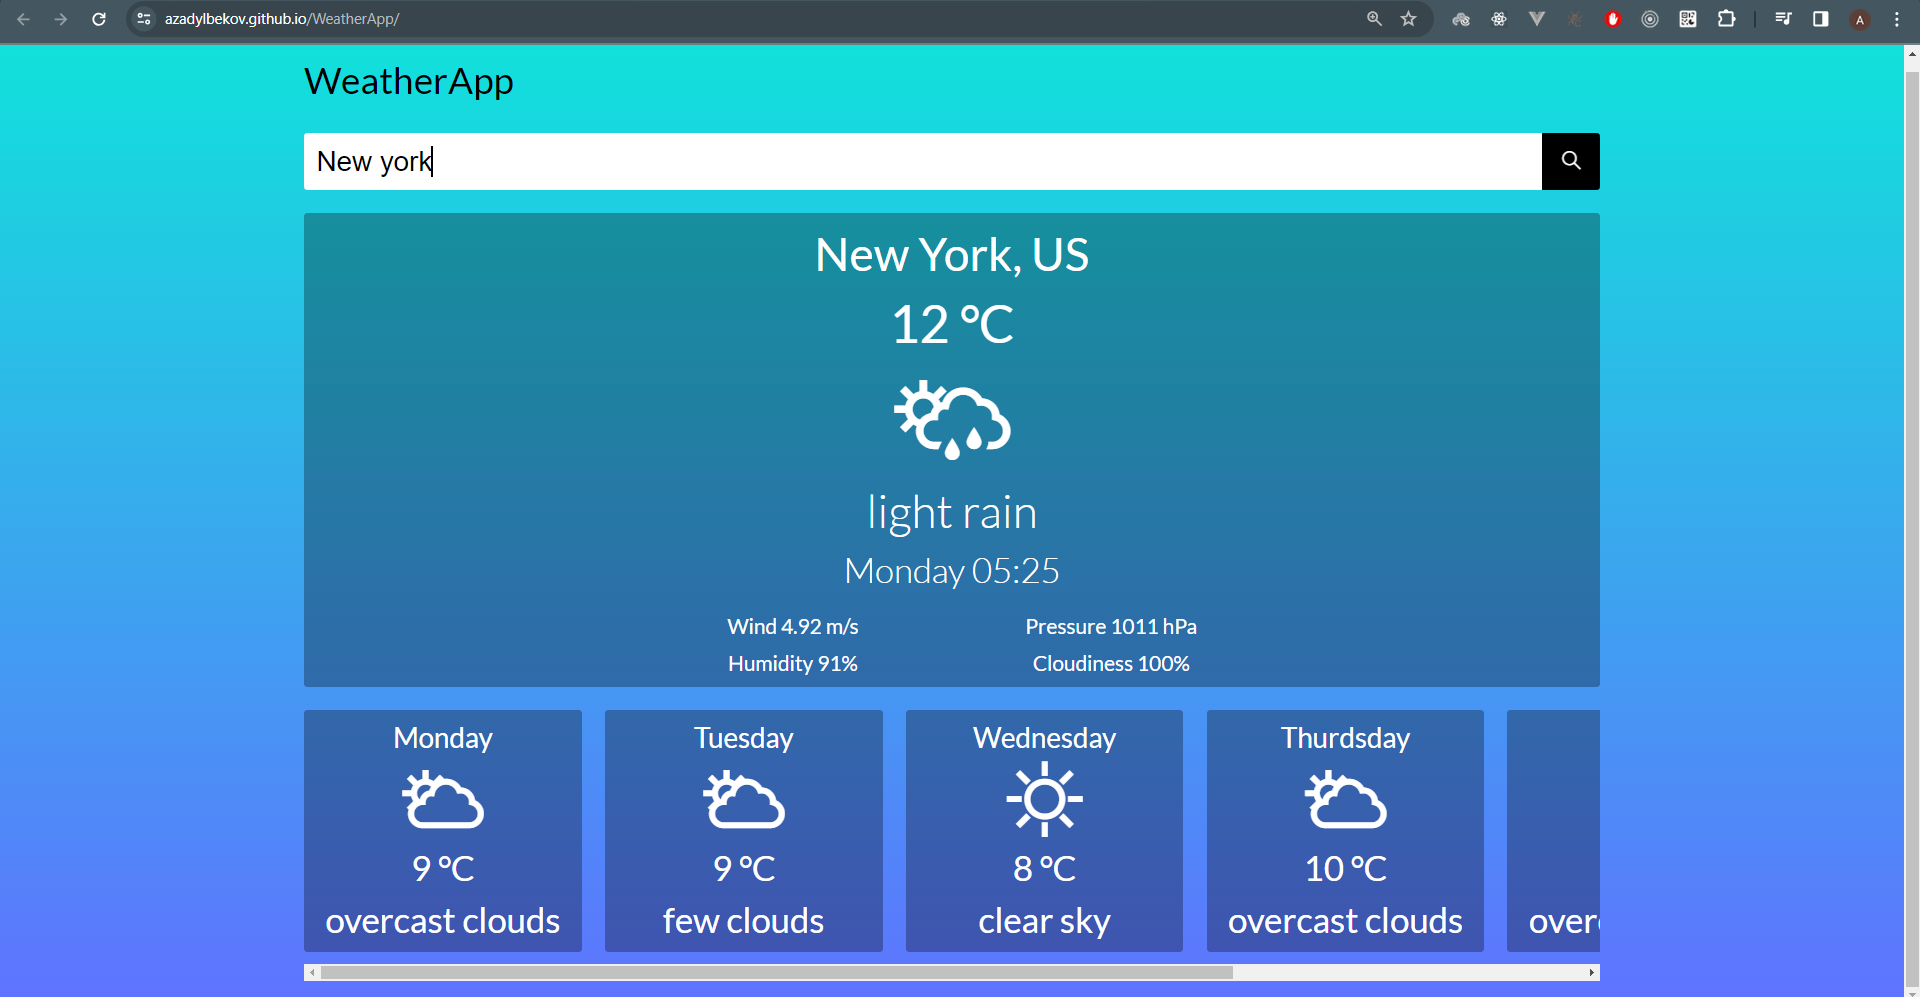 azadylbekov.github.io/WeatherApp/
A
WeatherApp
New york
New York, US
12 °C
light rain
Monday 05:25
Wind 4.92 m/s Pressure 1011 hPa
Humidity 91% Cloudiness 100%
Monday Tuesday Wednesday Thurdsday
9 °C 9 °C 8 °C 10 °C
overcast clouds few clouds clear sky overcast clouds